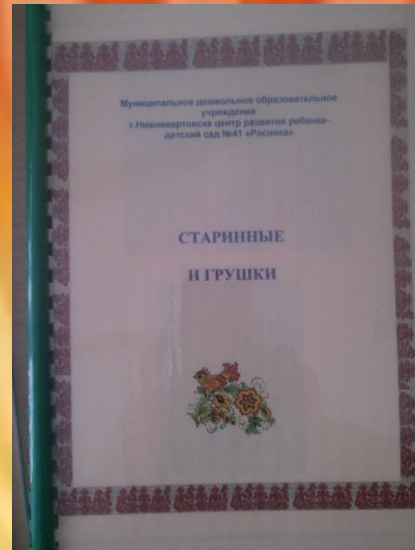 Муниципальное дошкольное образовательное
учреждение
г.Нижневартовска центр развития ребенка-
детский сад №41 «Росинка»
СТАРИННЫЕ
И ГРУШКИ